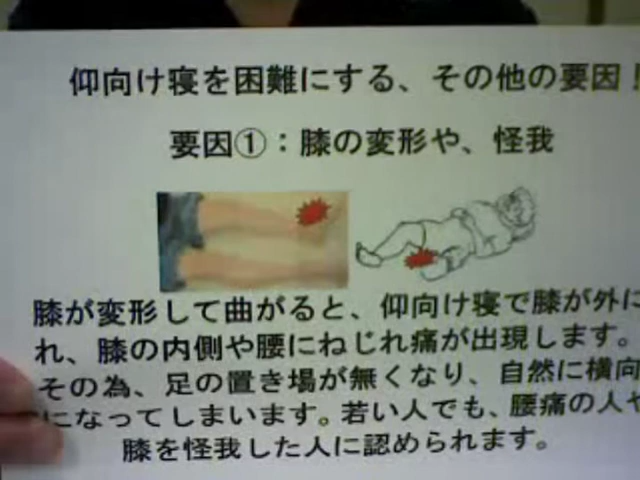 仰向け寝を困難にする、その他の要因！
要因①：膝の変形や、怪我
膝が変形して曲がると、仰向け寝で膝が外に
れ、膝の内側や腰にねじれ痛が出現します。
その為、足の置き場が無くなり、自然に横向
になってしまいます。若い人でも、腰痛の人や
膝を怪我した人に認められます。